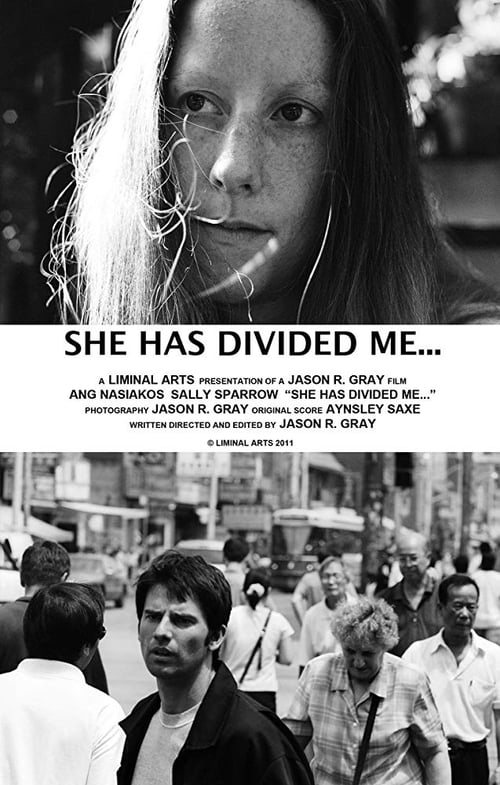 SHE HAS DIVIDED ME...
A LIMINAL ARTS PRESENTATION OF A JASON R. GRAY FILM
ANG NASIAKOS SALLY SPARROW “SHE HAS DIVIDED ME...”
PHOTOGRAPHY JASON R. GRAY ORIGINAL SCORE AYNSLEY SAXE
WRITTEN DIRECTED AND EDITED BY JASON R. GRAY
© LIMINAL ARTS 2011